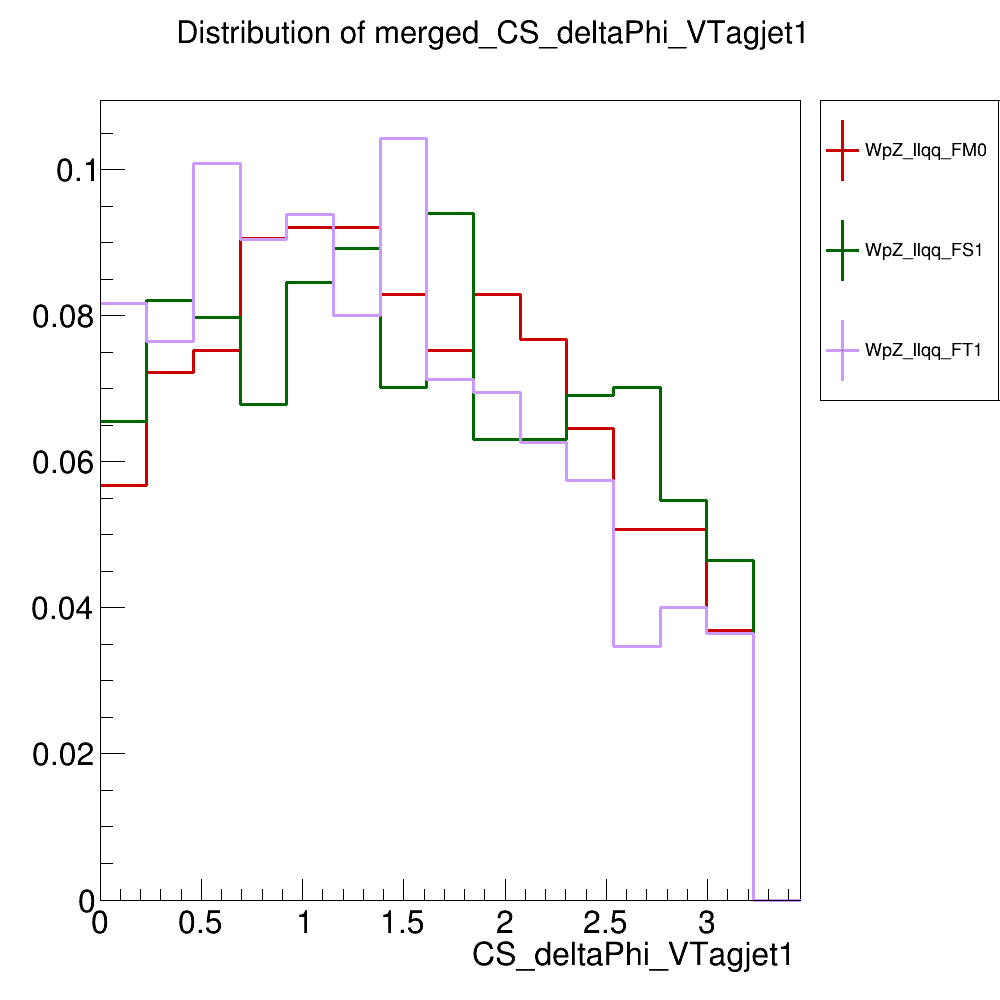 Distribution of merged_CS_deltaPhi_VTagjet1
0.1
0.08
0.06
0.04
0.02
0
0 0.5 1 1.5 2 2.5 3
CS_deltaPhi_VTagjet1
WpZ_llqq_FM0
WpZ_llqq_FS1
WpZ_llqq_FT1